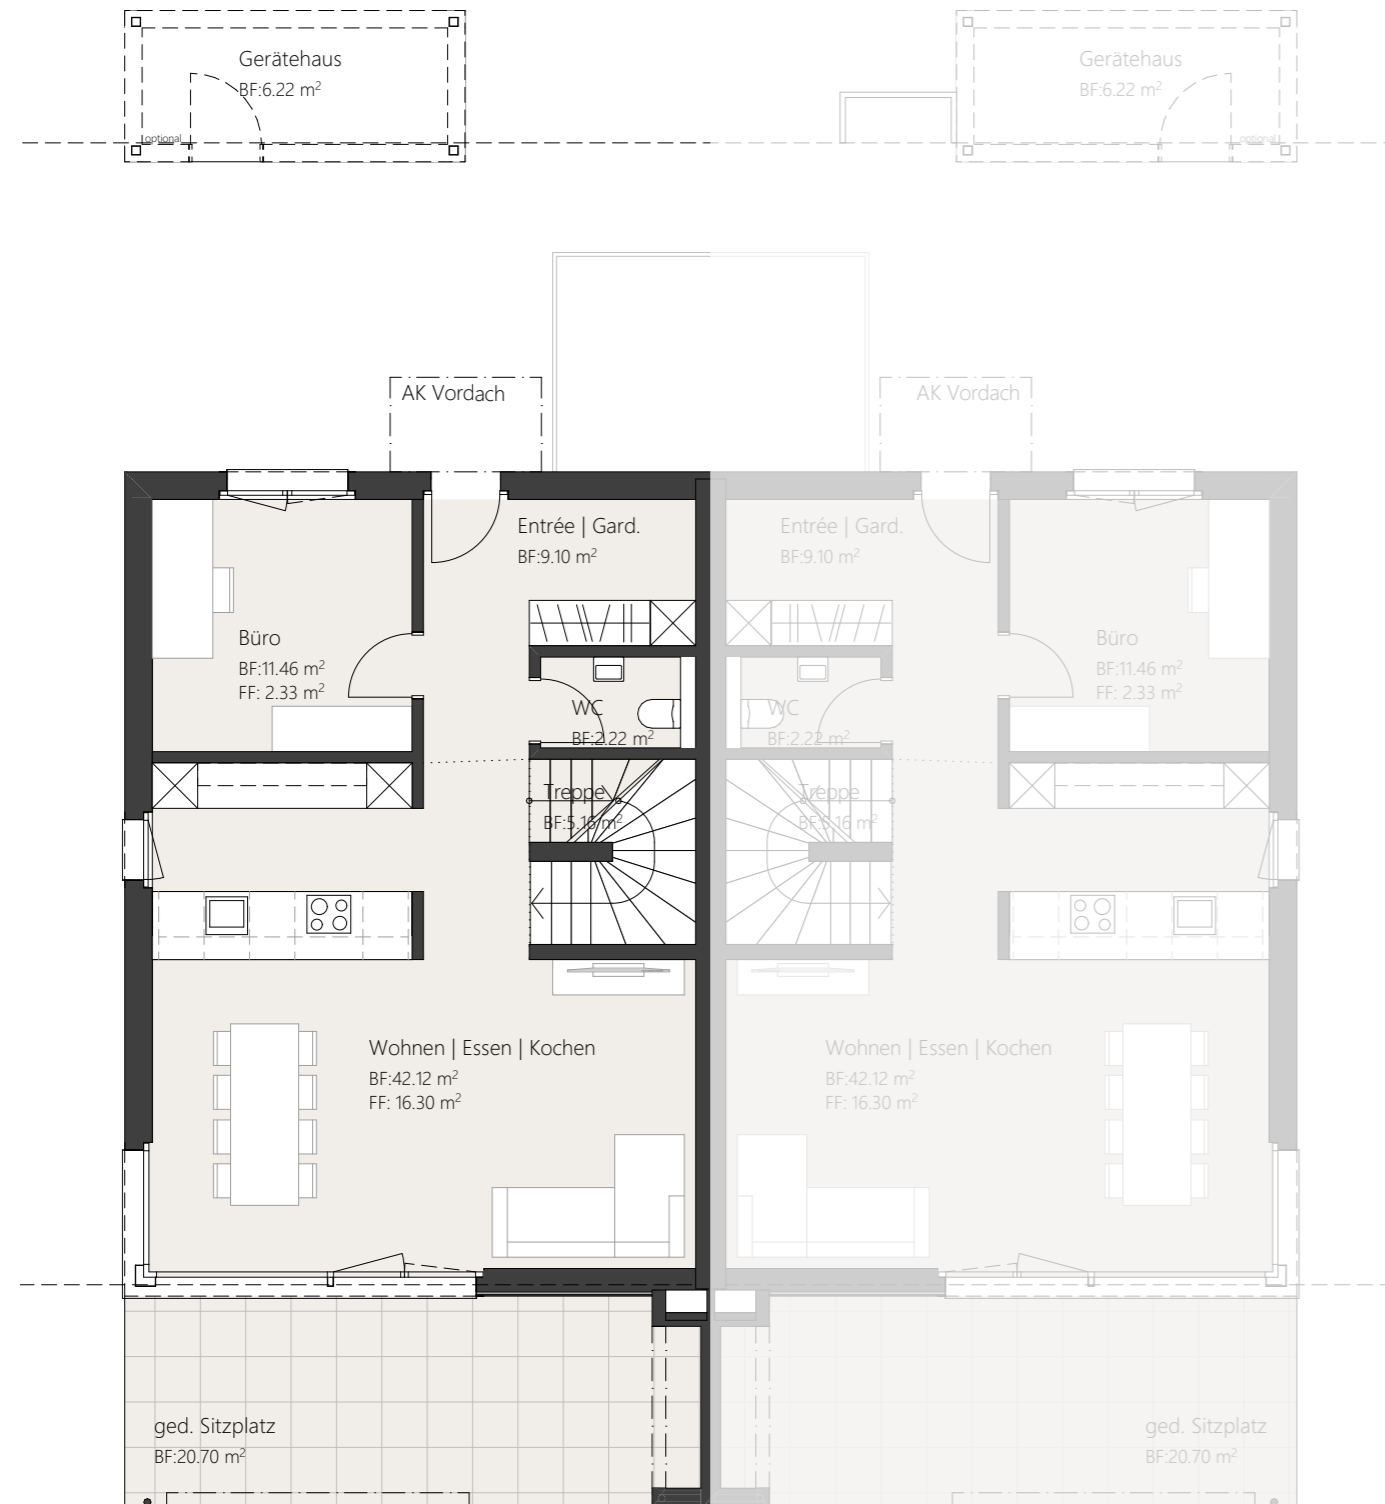 Gerätehaus
BF:6.22 m²
optional
Gerätehaus
BF:6.22 m²
optional
AK Vordach
AK Vordach
Entrée | Gard.
BF:9.10 m²
Entrée | Gard.
BF:9.10 m²
Büro
BF:11.46 m²
FF: 2.33 m²
Büro
BF:11.46 m²
FF: 2.33 m²
WC
BF:2.22 m²
WC
BF:2.22 m²
Treppe
BF:5.16 m²
Treppe
BF:5.16 m²
Wohnen | Essen | Kochen
BF:42.12 m²
FF: 16.30 m²
Wohnen | Essen | Kochen
BF:42.12 m²
FF: 16.30 m²
ged. Sitzplatz
BF:20.70 m²
ged. Sitzplatz
BF:20.70 m²